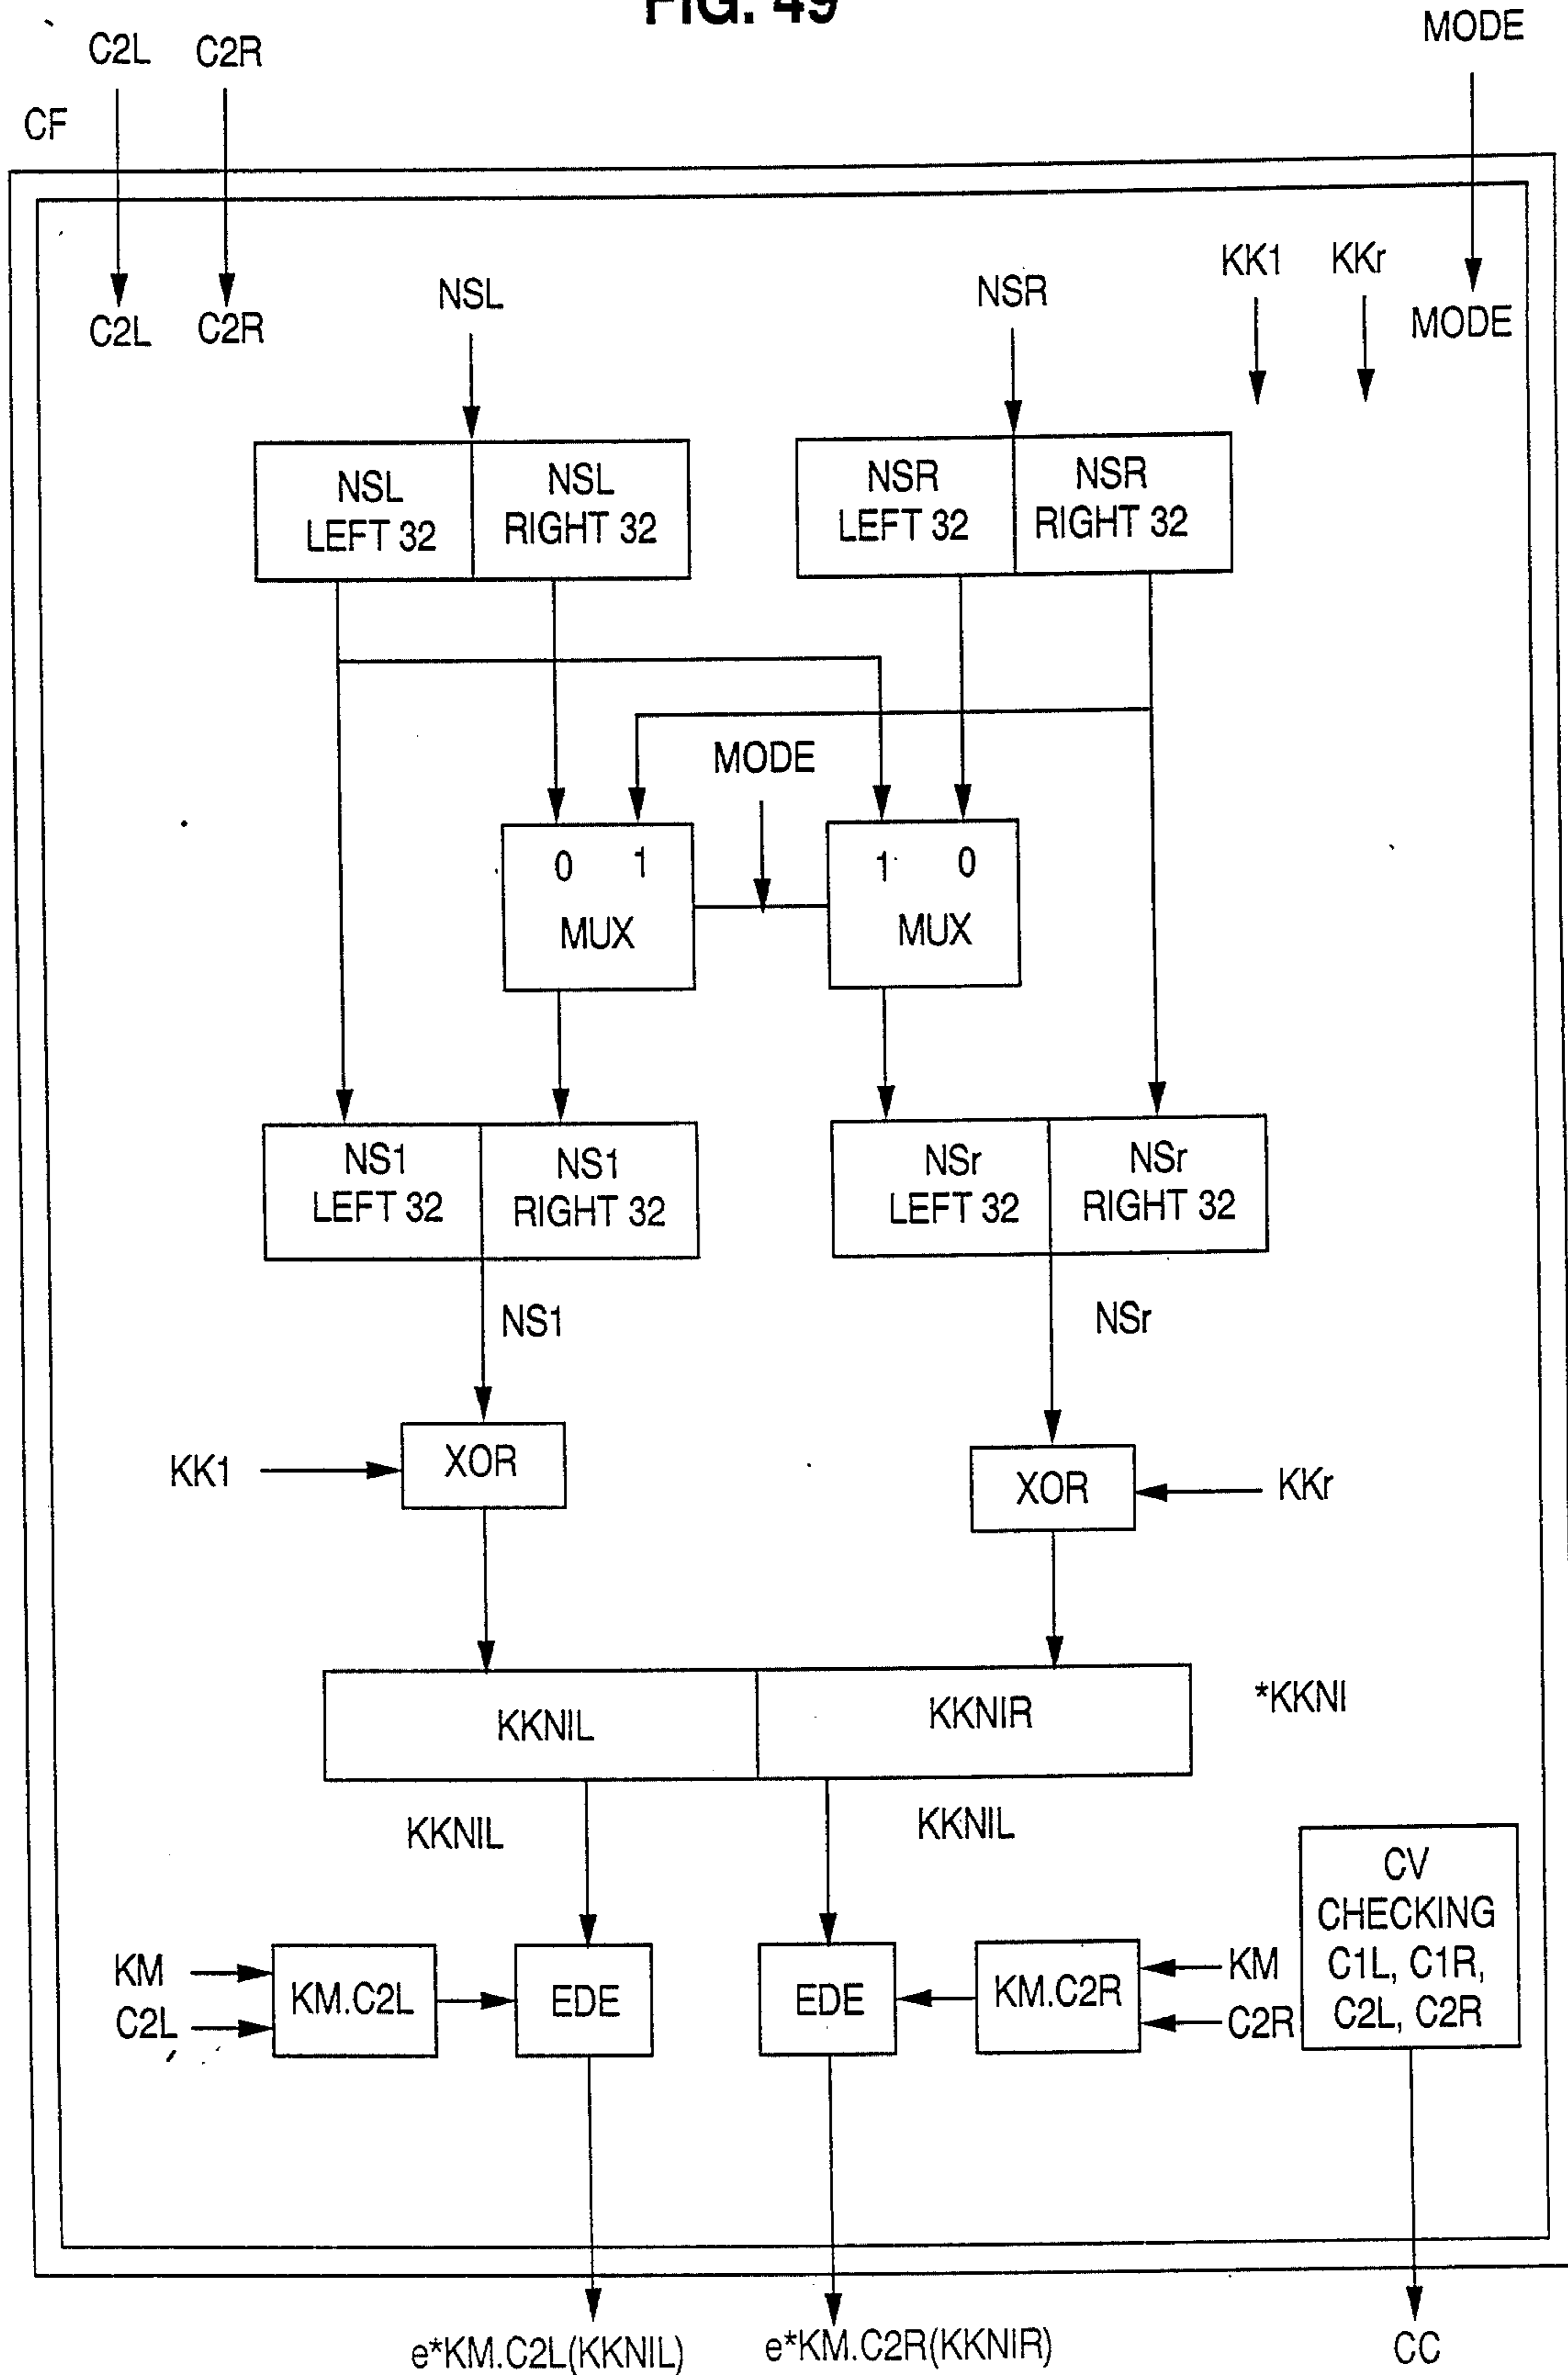 FIG. 49
C2L C2R MODE
CF
C2L C2R NSL NSR KK1 KKr MODE
NSL
LEFT 32
NSL
RIGHT 32
NSR
LEFT 32
NSR
RIGHT 32
MODE
0 1
MUX
1 0
MUX
NS1
LEFT 32
NS1
RIGHT 32
NSr
LEFT 32
NSr
RIGHT 32
NS1 NSr
KK1 XOR XOR KKr
KKNIL KKNIR *KKNI
KKNIL KKNIL
KM
C2L
KM.C2L EDE EDE KM.C2R
KM
C2R
CV
CHECKING
C1L, C1R,
C2L, C2R
e*KM.C2L(KKNIL) e*KM.C2R(KKNIR) CC